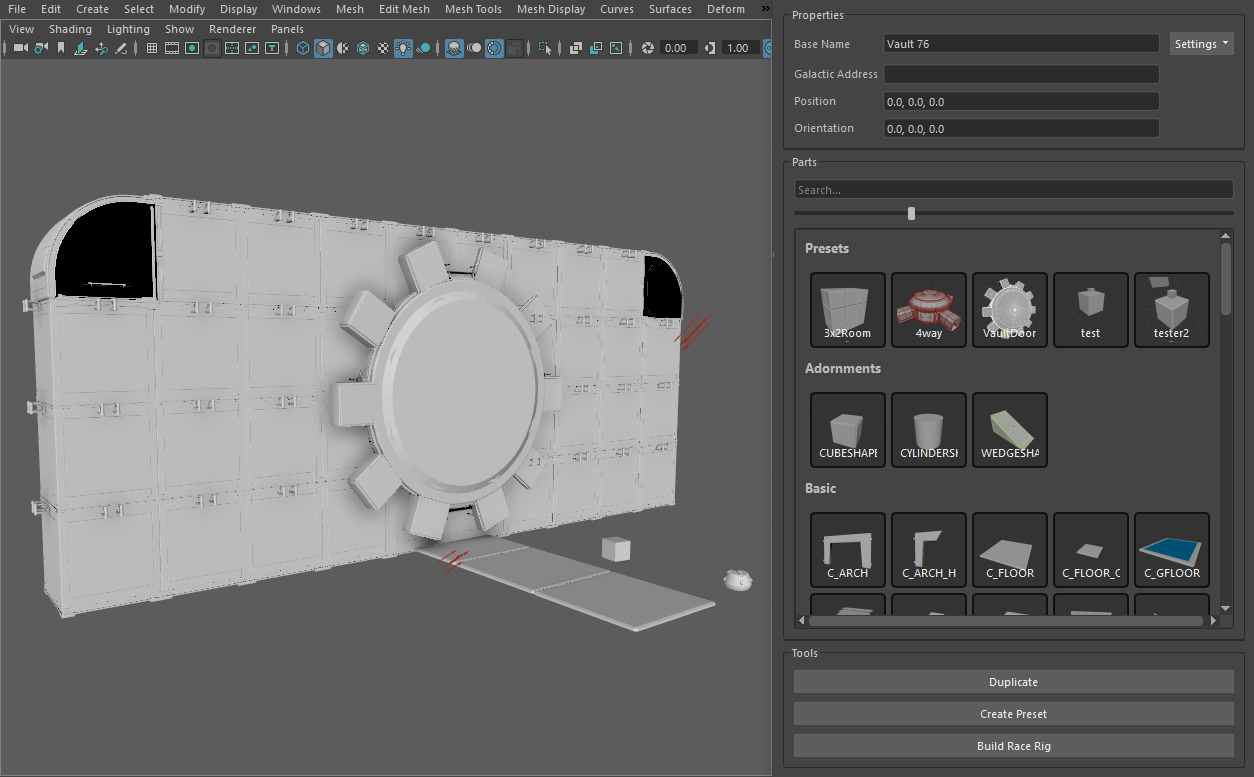 File Edit Create Select Modify Display Windows Mesh Edit Mesh Mesh Tools Mesh Display Curves Surfaces Deform »
View Shading Lighting Show Renderer Panels
0.00 1.00
Properties
Base Name Vault 76 Settings
Galactic Address
Position 0.0, 0.0, 0.0
Orientation 0.0, 0.0, 0.0
Parts
Search...
Presets
3x2Room 4way VaultDoor test tester2
Adornments
CUBESHAPE CYLINDERSH WEDGESHA
Basic
C_ARCH C_ARCH_H C_FLOOR C_FLOOR_C C_GFLOOR
Tools
Duplicate
Create Preset
Build Race Rig